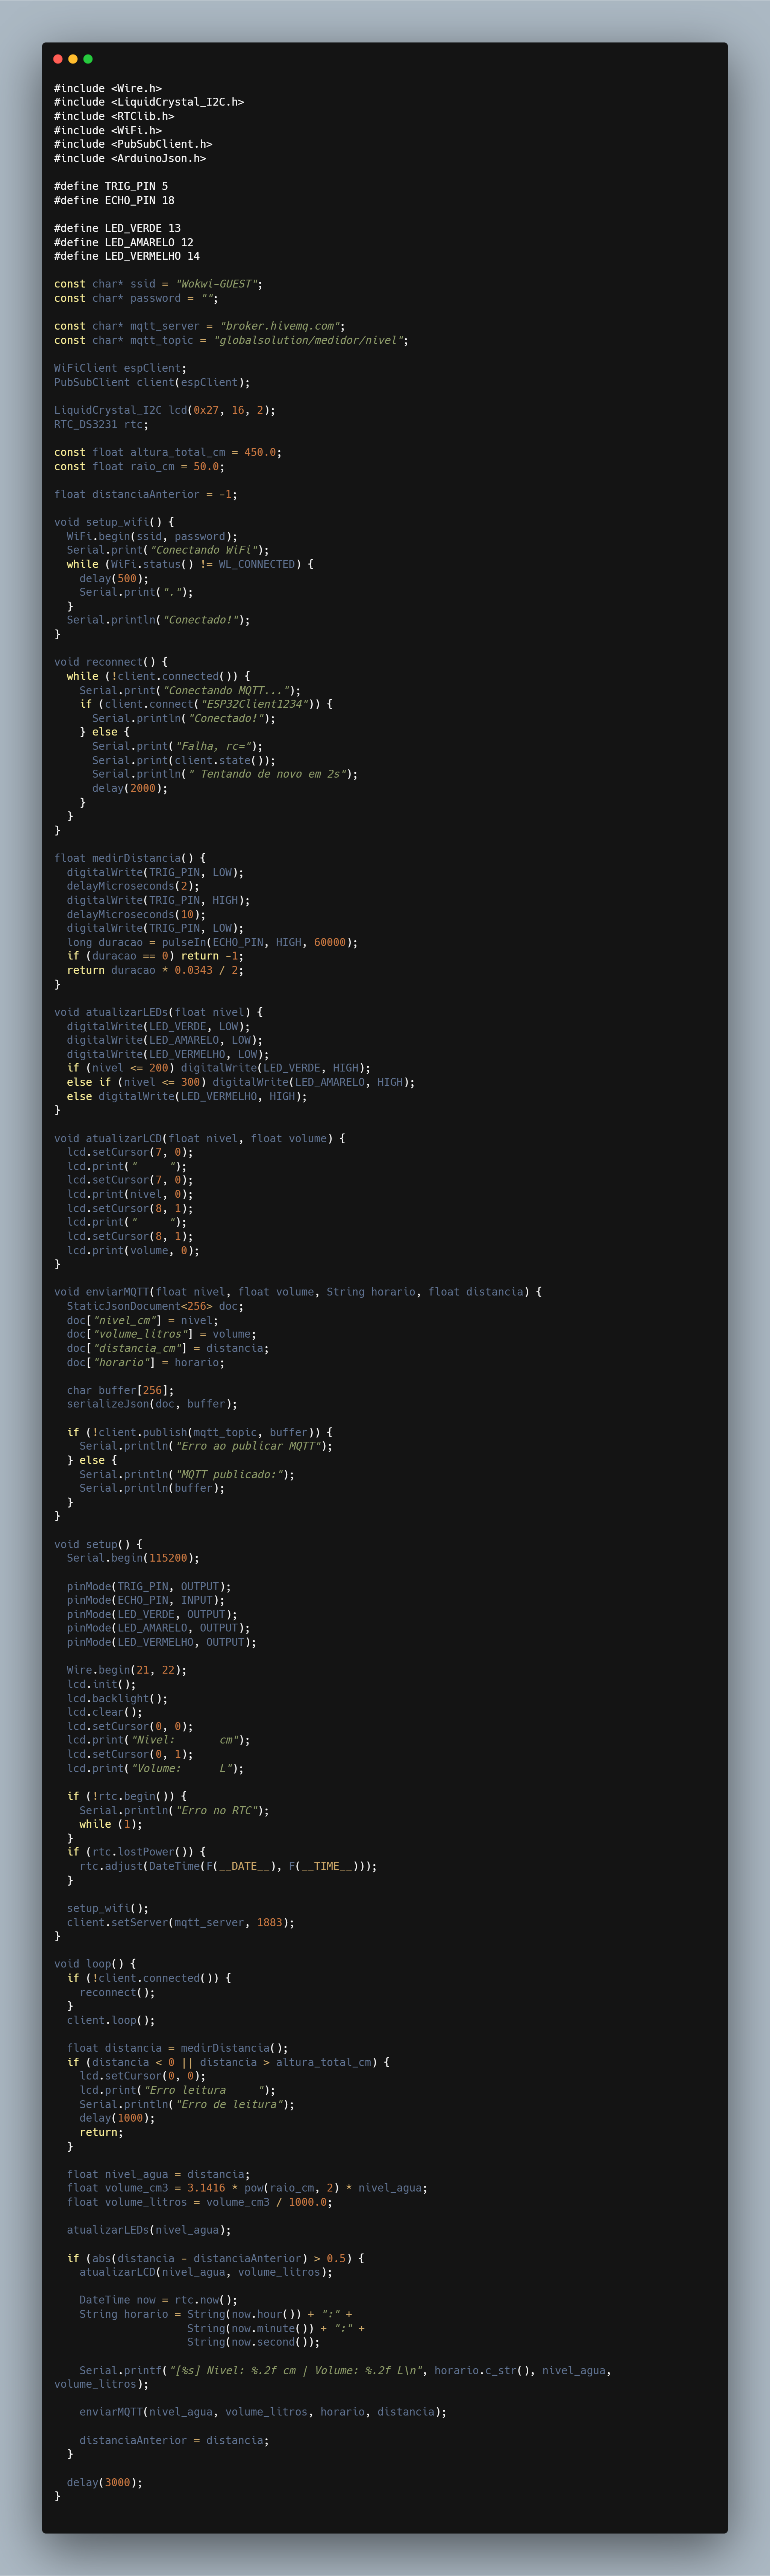 #include <Wire.h>
#include <LiquidCrystal_I2C.h>
#include <RTClib.h>
#include <WiFi.h>
#include <PubSubClient.h>
#include <ArduinoJson.h>

#define TRIG_PIN 5
#define ECHO_PIN 18

#define LED_VERDE 13
#define LED_AMARELO 12
#define LED_VERMELHO 14

const char* ssid = "Wokwi-GUEST";
const char* password = "";

const char* mqtt_server = "broker.hivemq.com";
const char* mqtt_topic = "globalsolution/medidor/nivel";

WiFiClient espClient;
PubSubClient client(espClient);

LiquidCrystal_I2C lcd(0x27, 16, 2);
RTC_DS3231 rtc;

const float altura_total_cm = 450.0;
const float raio_cm = 50.0;

float distanciaAnterior = -1;

void setup_wifi() {
  WiFi.begin(ssid, password);
  Serial.print("Conectando WiFi");
  while (WiFi.status() != WL_CONNECTED) {
    delay(500);
    Serial.print(".");
  }
  Serial.println("Conectado!");
}

void reconnect() {
  while (!client.connected()) {
    Serial.print("Conectando MQTT...");
    if (client.connect("ESP32Client1234")) {
      Serial.println("Conectado!");
    } else {
      Serial.print("Falha, rc=");
      Serial.print(client.state());
      Serial.println(" Tentando de novo em 2s");
      delay(2000);
    }
  }
}

float medirDistancia() {
  digitalWrite(TRIG_PIN, LOW);
  delayMicroseconds(2);
  digitalWrite(TRIG_PIN, HIGH);
  delayMicroseconds(10);
  digitalWrite(TRIG_PIN, LOW);
  long duracao = pulseIn(ECHO_PIN, HIGH, 60000);
  if (duracao == 0) return -1;
  return duracao * 0.0343 / 2;
}

void atualizarLEDs(float nivel) {
  digitalWrite(LED_VERDE, LOW);
  digitalWrite(LED_AMARELO, LOW);
  digitalWrite(LED_VERMELHO, LOW);
  if (nivel <= 200) digitalWrite(LED_VERDE, HIGH);
  else if (nivel <= 300) digitalWrite(LED_AMARELO, HIGH);
  else digitalWrite(LED_VERMELHO, HIGH);
}

void atualizarLCD(float nivel, float volume) {
  lcd.setCursor(7, 0);
  lcd.print("     ");
  lcd.setCursor(7, 0);
  lcd.print(nivel, 0);
  lcd.setCursor(8, 1);
  lcd.print("     ");
  lcd.setCursor(8, 1);
  lcd.print(volume, 0);
}

void enviarMQTT(float nivel, float volume, String horario, float distancia) {
  StaticJsonDocument<256> doc;
  doc["nivel_cm"] = nivel;
  doc["volume_litros"] = volume;
  doc["distancia_cm"] = distancia;
  doc["horario"] = horario;

  char buffer[256];
  serializeJson(doc, buffer);

  if (!client.publish(mqtt_topic, buffer)) {
    Serial.println("Erro ao publicar MQTT");
  } else {
    Serial.println("MQTT publicado:");
    Serial.println(buffer);
  }
}

void setup() {
  Serial.begin(115200);

  pinMode(TRIG_PIN, OUTPUT);
  pinMode(ECHO_PIN, INPUT);
  pinMode(LED_VERDE, OUTPUT);
  pinMode(LED_AMARELO, OUTPUT);
  pinMode(LED_VERMELHO, OUTPUT);

  Wire.begin(21, 22);
  lcd.init();
  lcd.backlight();
  lcd.clear();
  lcd.setCursor(0, 0);
  lcd.print("Nivel:       cm");
  lcd.setCursor(0, 1);
  lcd.print("Volume:      L");

  if (!rtc.begin()) {
    Serial.println("Erro no RTC");
    while (1);
  }
  if (rtc.lostPower()) {
    rtc.adjust(DateTime(F(__DATE__), F(__TIME__)));
  }

  setup_wifi();
  client.setServer(mqtt_server, 1883);
}

void loop() {
  if (!client.connected()) {
    reconnect();
  }
  client.loop();

  float distancia = medirDistancia();
  if (distancia < 0 || distancia > altura_total_cm) {
    lcd.setCursor(0, 0);
    lcd.print("Erro leitura     ");
    Serial.println("Erro de leitura");
    delay(1000);
    return;
  }

  float nivel_agua = distancia;
  float volume_cm3 = 3.1416 * pow(raio_cm, 2) * nivel_agua;
  float volume_litros = volume_cm3 / 1000.0;

  atualizarLEDs(nivel_agua);

  if (abs(distancia - distanciaAnterior) > 0.5) {
    atualizarLCD(nivel_agua, volume_litros);

    DateTime now = rtc.now();
    String horario = String(now.hour()) + ":" +
                     String(now.minute()) + ":" +
                     String(now.second());

    Serial.printf("[%s] Nivel: %.2f cm | Volume: %.2f L\n", horario.c_str(), nivel_agua,
volume_litros);

    enviarMQTT(nivel_agua, volume_litros, horario, distancia);

    distanciaAnterior = distancia;
  }

  delay(3000);
}